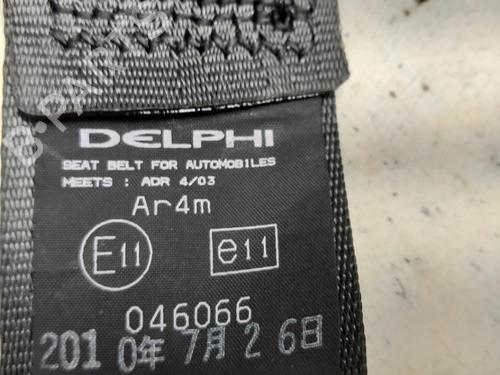 DELPHI
SEAT BELT FOR AUTOMOBILES
MEETS : ADR 4/03
Ar4m
E11 e11
046066
2010年7月26日